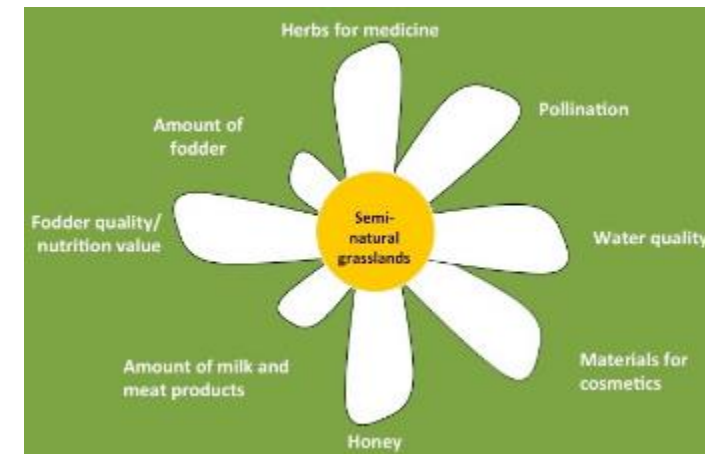 Herbs for medicine
Pollination
Amount of
fodder
Fodder quality/
nutrition value
Semi-
natural
grasslands
Water quality
Amount of milk and
meat products
Materials for
cosmetics
Honey